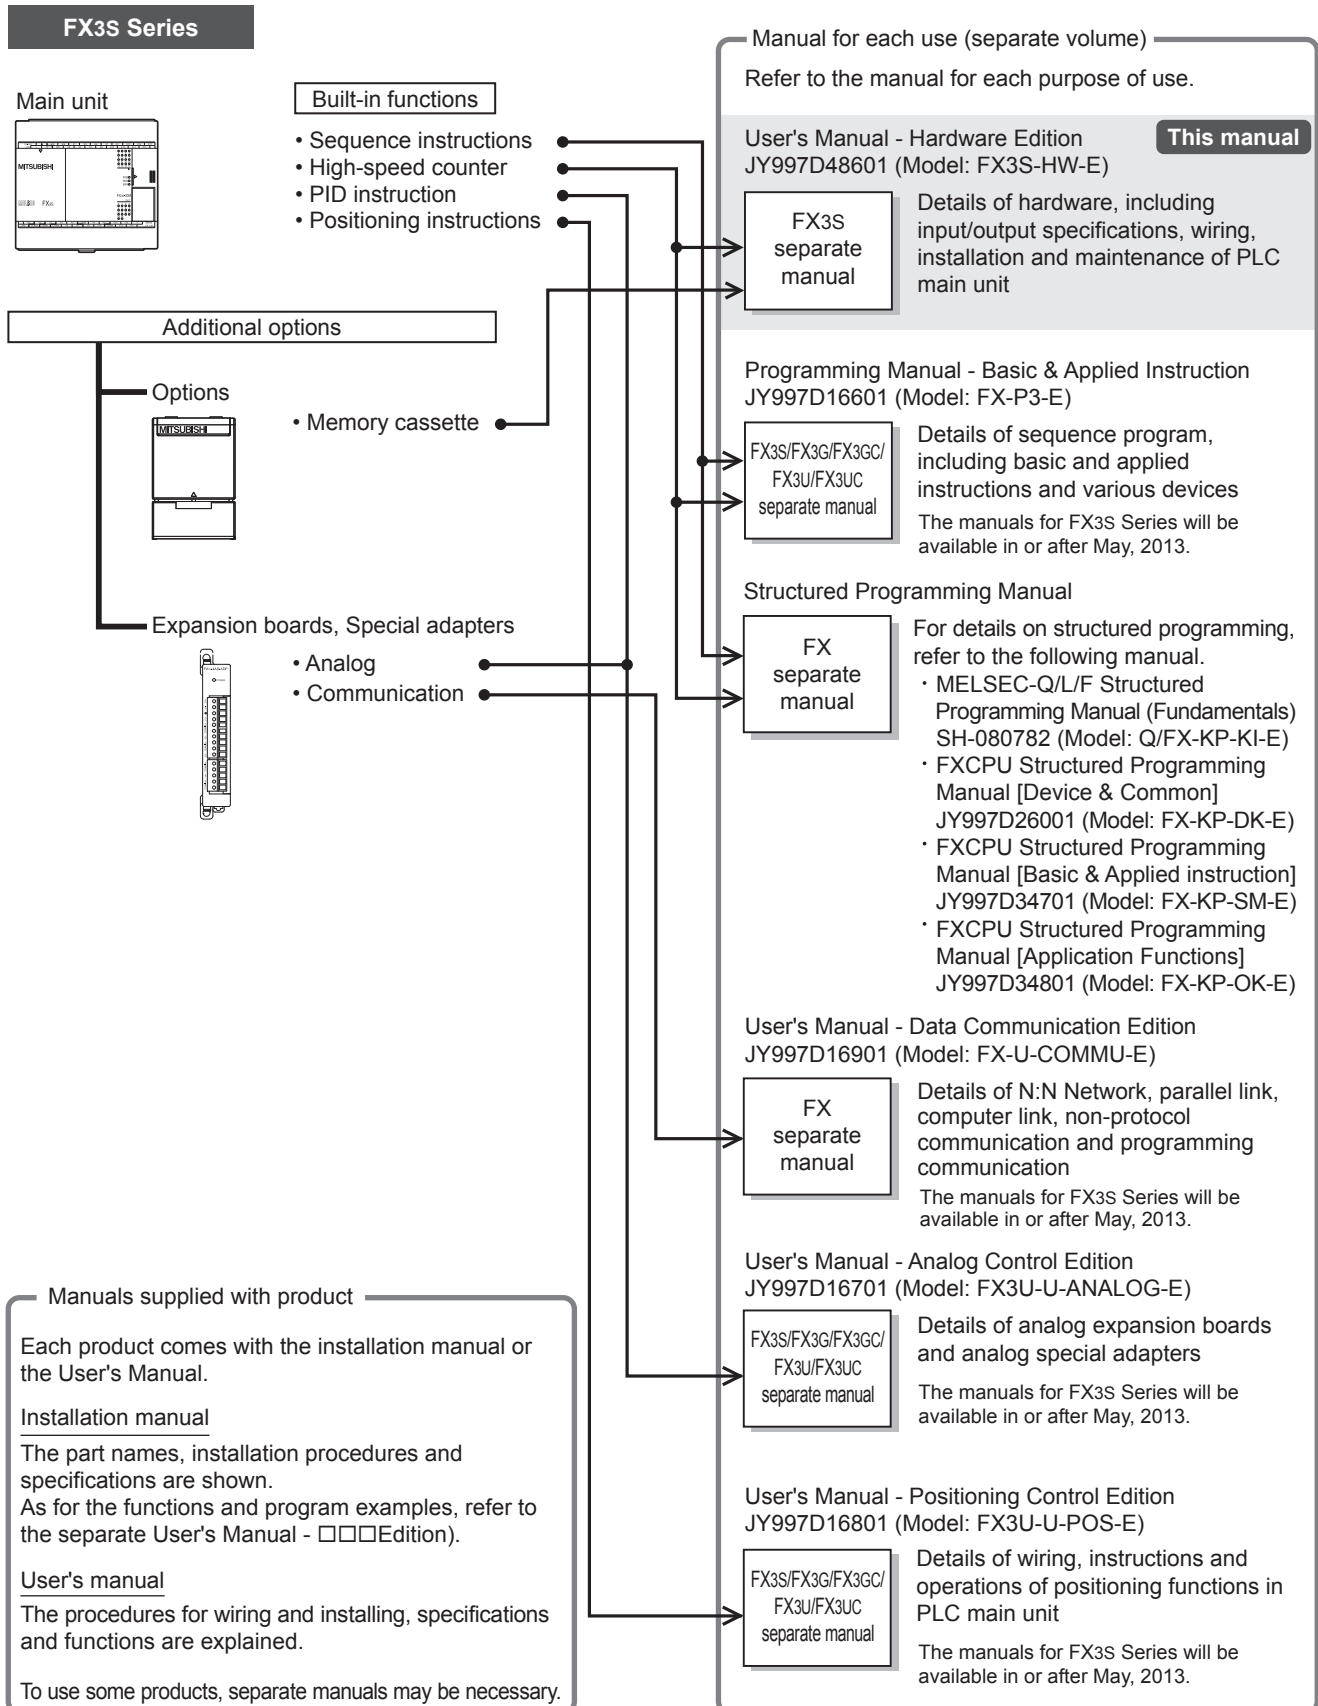 FX3S Series
Main unit
MITSUBISHI
Built-in functions
• Sequence instructions
• High-speed counter
• PID instruction
• Positioning instructions
Additional options
Options
MITSUBISHI
• Memory cassette
Expansion boards, Special adapters
• Analog
• Communication
Manuals supplied with product
Each product comes with the installation manual or
the User's Manual.
Installation manual
The part names, installation procedures and
specifications are shown.
As for the functions and program examples, refer to
the separate User's Manual - □□□Edition).
User's manual
The procedures for wiring and installing, specifications
and functions are explained.
To use some products, separate manuals may be necessary.
Manual for each use (separate volume)
Refer to the manual for each purpose of use.
User's Manual - Hardware Edition
This manual
JY997D48601 (Model: FX3S-HW-E)
FX3S
separate
manual
Details of hardware, including
input/output specifications, wiring,
installation and maintenance of PLC
main unit
Programming Manual - Basic & Applied Instruction
JY997D16601 (Model: FX-P3-E)
FX3S/FX3G/FX3GC/
FX3U/FX3UC
separate manual
Details of sequence program,
including basic and applied
instructions and various devices
The manuals for FX3S Series will be
available in or after May, 2013.
Structured Programming Manual
FX
separate
manual
For details on structured programming,
refer to the following manual.
・MELSEC-Q/L/F Structured
Programming Manual (Fundamentals)
SH-080782 (Model: Q/FX-KP-KI-E)
・FXCPU Structured Programming
Manual [Device & Common]
JY997D26001 (Model: FX-KP-DK-E)
・FXCPU Structured Programming
Manual [Basic & Applied instruction]
JY997D34701 (Model: FX-KP-SM-E)
・FXCPU Structured Programming
Manual [Application Functions]
JY997D34801 (Model: FX-KP-OK-E)
User's Manual - Data Communication Edition
JY997D16901 (Model: FX-U-COMMU-E)
FX
separate
manual
Details of N:N Network, parallel link,
computer link, non-protocol
communication and programming
communication
The manuals for FX3S Series will be
available in or after May, 2013.
User's Manual - Analog Control Edition
JY997D16701 (Model: FX3U-U-ANALOG-E)
FX3S/FX3G/FX3GC/
FX3U/FX3UC
separate manual
Details of analog expansion boards
and analog special adapters
The manuals for FX3S Series will be
available in or after May, 2013.
User's Manual - Positioning Control Edition
JY997D16801 (Model: FX3U-U-POS-E)
FX3S/FX3G/FX3GC/
FX3U/FX3UC
separate manual
Details of wiring, instructions and
operations of positioning functions in
PLC main unit
The manuals for FX3S Series will be
available in or after May, 2013.